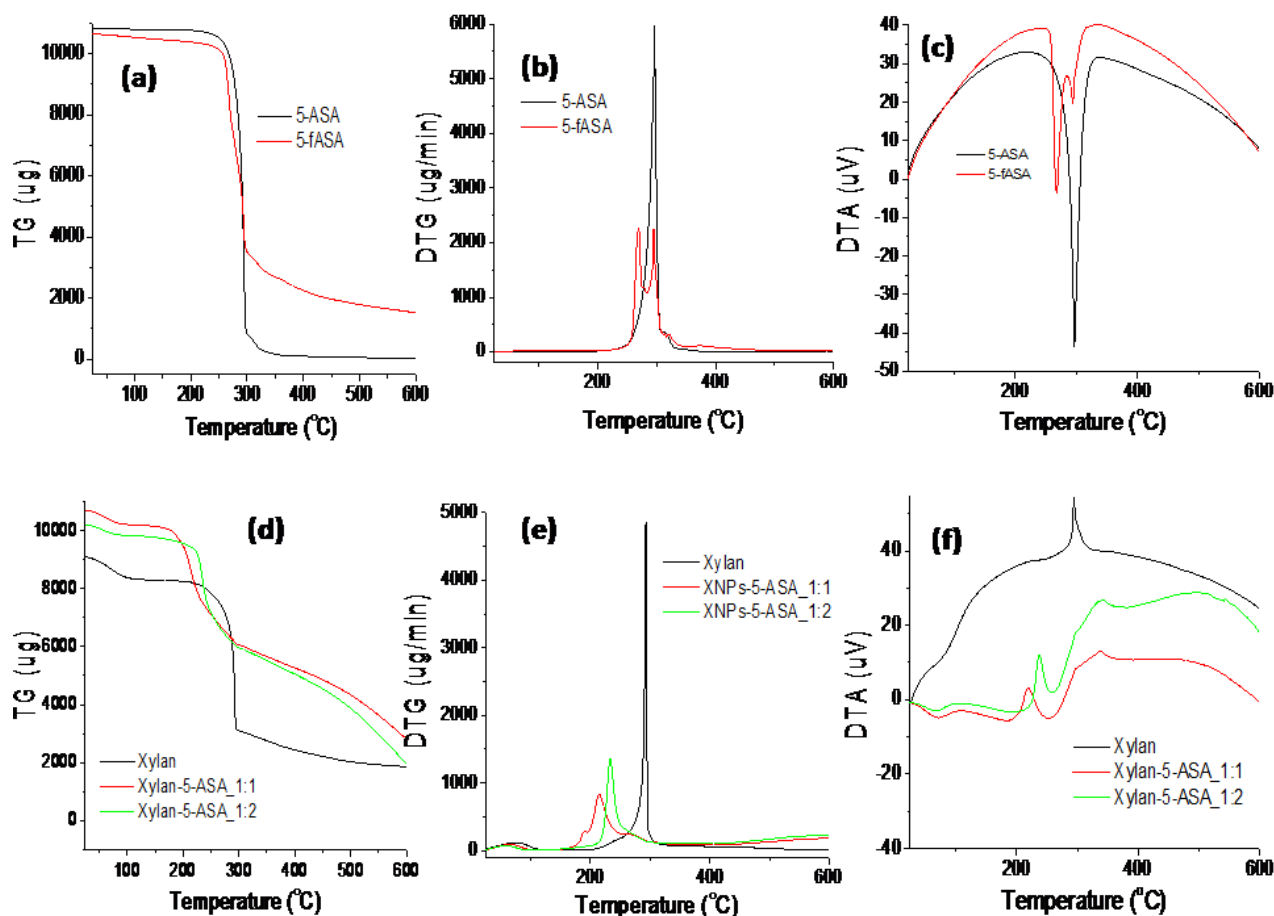 (a)
TG (ug)
10000
8000
6000
4000
2000
0
5-ASA
5-fASA
100 200 300 400 500 600
Temperature (°C)
(b)
DTG (ug/min)
6000
5000
4000
3000
2000
1000
0
5-ASA
5-fASA
200 400 600
Temperature (°C)
(c)
DTA (uV)
40
30
20
10
0
-10
-20
-30
-40
-50
5-ASA
5-fASA
200 400 600
Temperature (°C)
(d)
TG (ug)
10000
8000
6000
4000
2000
0
Xylan
Xylan-5-ASA_1:1
Xylan-5-ASA_1:2
100 200 300 400 500 600
Temperature (°C)
(e)
DTG (ug/min)
5000
4000
3000
2000
1000
0
Xylan
XNPs-5-ASA_1:1
XNPs-5-ASA_1:2
200 400 600
Temperature (°C)
(f)
DTA (uV)
40
20
0
-20
40
Xylan
Xylan-5-ASA_1:1
Xylan-5-ASA_1:2
200 400 600
Temperature (°C)